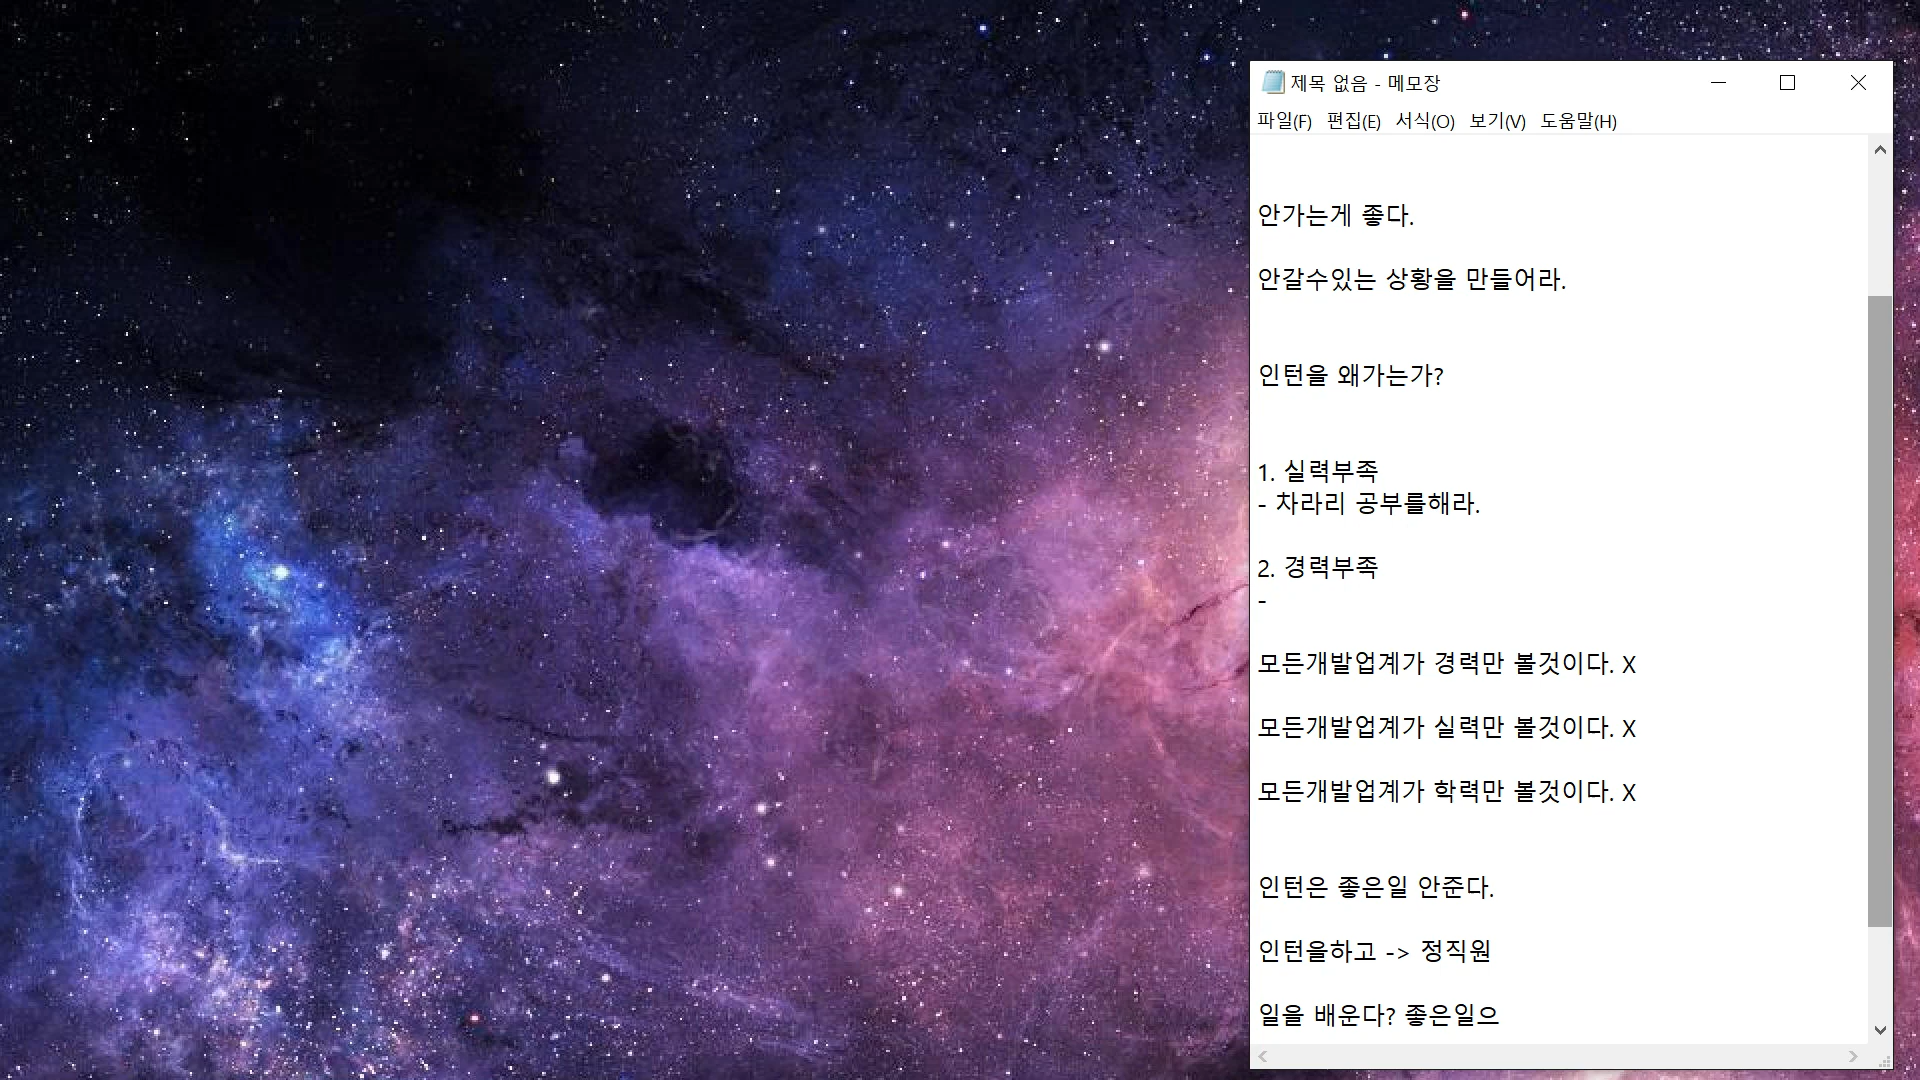 제목 없음 - 메모장
파일(F) 편집(E) 서식(O) 보기(V) 도움말(H)
안가는게 좋다.
안갈수있는 상황을 만들어라.
인턴을 왜가는가?
1. 실력부족
- 차라리 공부를해라.
2. 경력부족
-
모든개발업계가 경력만 볼것이다. X
모든개발업계가 실력만 볼것이다. X
모든개발업계가 학력만 볼것이다. X
인턴은 좋은일 안준다.
인턴을하고 -> 정직원
일을 배운다? 좋은일으